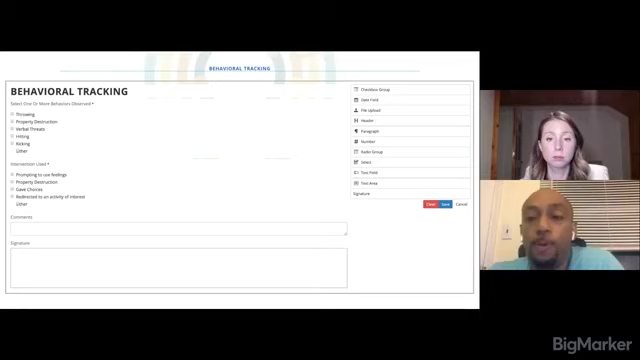 BEHAVIORAL TRACKING
BEHAVIORAL TRACKING
Select One Or More Behaviors Observed *
Throwing
Property Destruction
Verbal Threats
Hitting
Kicking
Other
Intervention Used *
Prompting to use feelings
Property Destruction
Gave Choices
Redirected to an activity of interest
Other
Comments
Signature
Checkbox Group
Date Field
File Upload
Header
Paragraph
Number
Radio Group
Select
Text Field
Text Area
Signature
Clear Save Cancel
BigMarker